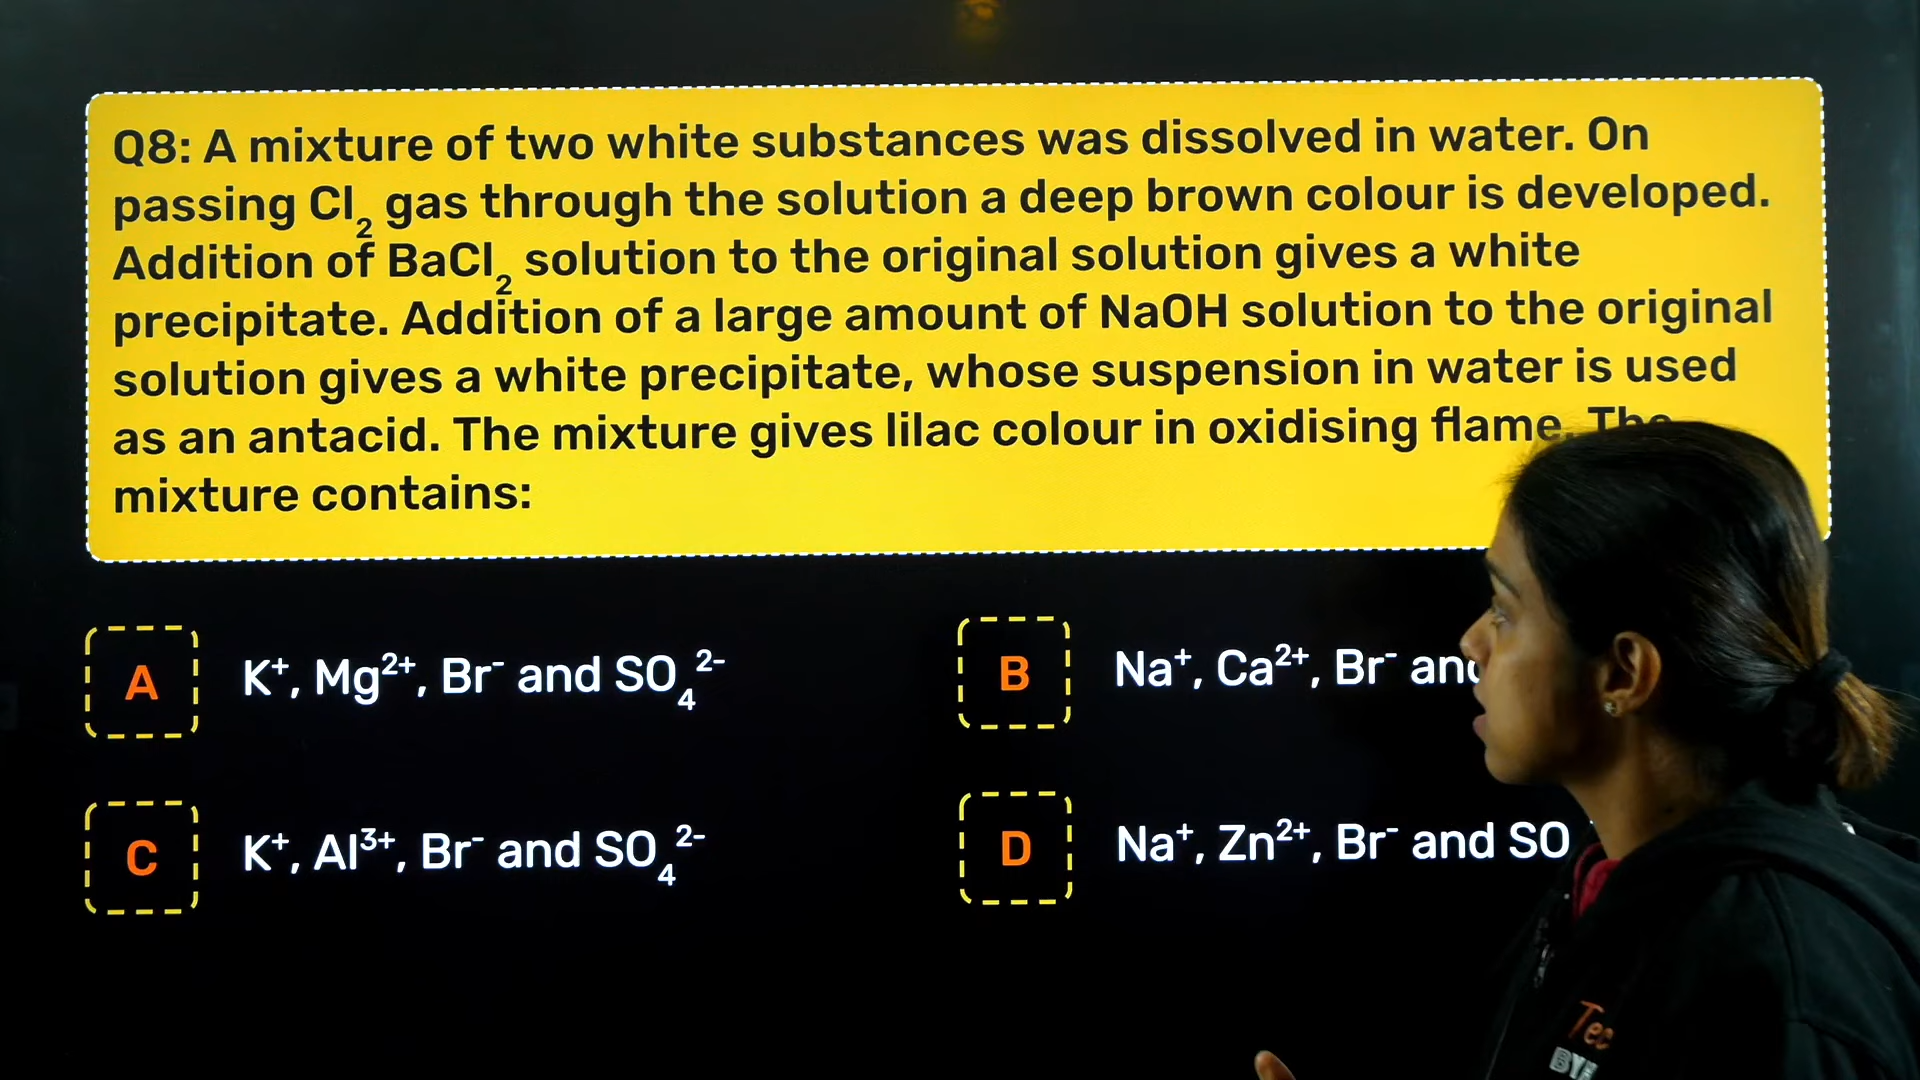 Q8: A mixture of two white substances was dissolved in water. On
passing Cl₂ gas through the solution a deep brown colour is developed.
Addition of BaCl₂ solution to the original solution gives a white
precipitate. Addition of a large amount of NaOH solution to the original
solution gives a white precipitate, whose suspension in water is used
as an antacid. The mixture gives lilac colour in oxidising flame. The
mixture contains:
A K⁺, Mg²⁺, Br⁻ and SO₄²⁻
B Na⁺, Ca²⁺, Br⁻
C K⁺, Al³⁺, Br⁻ and SO₄²⁻
D Na⁺, Zn²⁺, Br⁻ and SO
Tec
BY